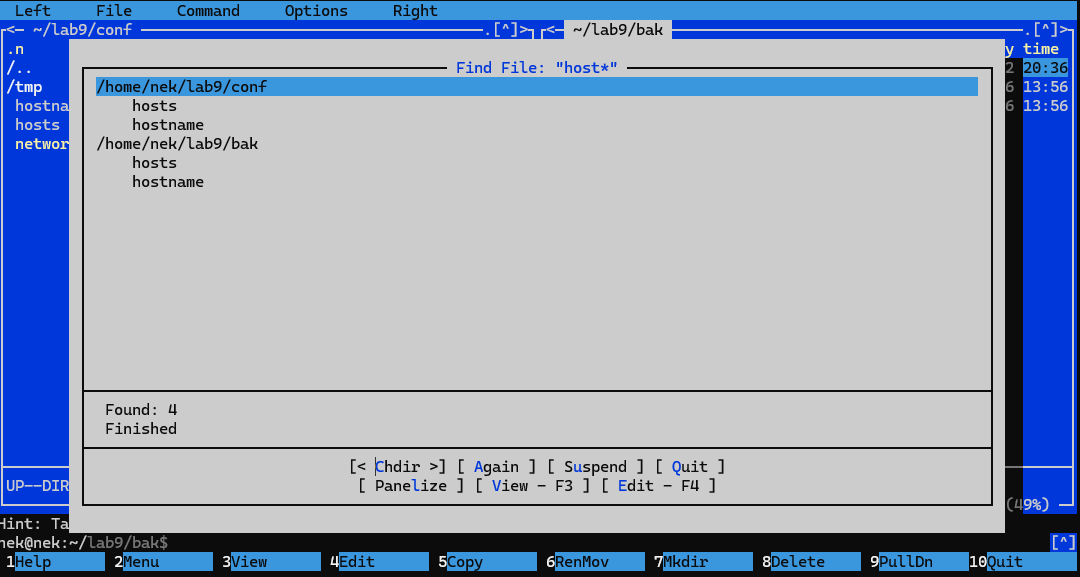 Left File Command Options Right
<— ~/lab9/conf .[^]> <— ~/lab9/bak .[^]>
.n y time
/.. 2 20:36
/tmp 6 13:56
hostna 6 13:56
hosts
networ
Find File: "host*"
/home/nek/lab9/conf
hosts
hostname
/home/nek/lab9/bak
hosts
hostname
Found: 4
Finished
[< Chdir >] [ Again ] [ Suspend ] [ Quit ]
[ Panelize ] [ View - F3 ] [ Edit - F4 ]
UP--DIR
(49%)
Hint: Ta
nek@nek:~/lab9/bak$ [^]
1Help 2Menu 3View 4Edit 5Copy 6RenMov 7Mkdir 8Delete 9PullDn 10Quit